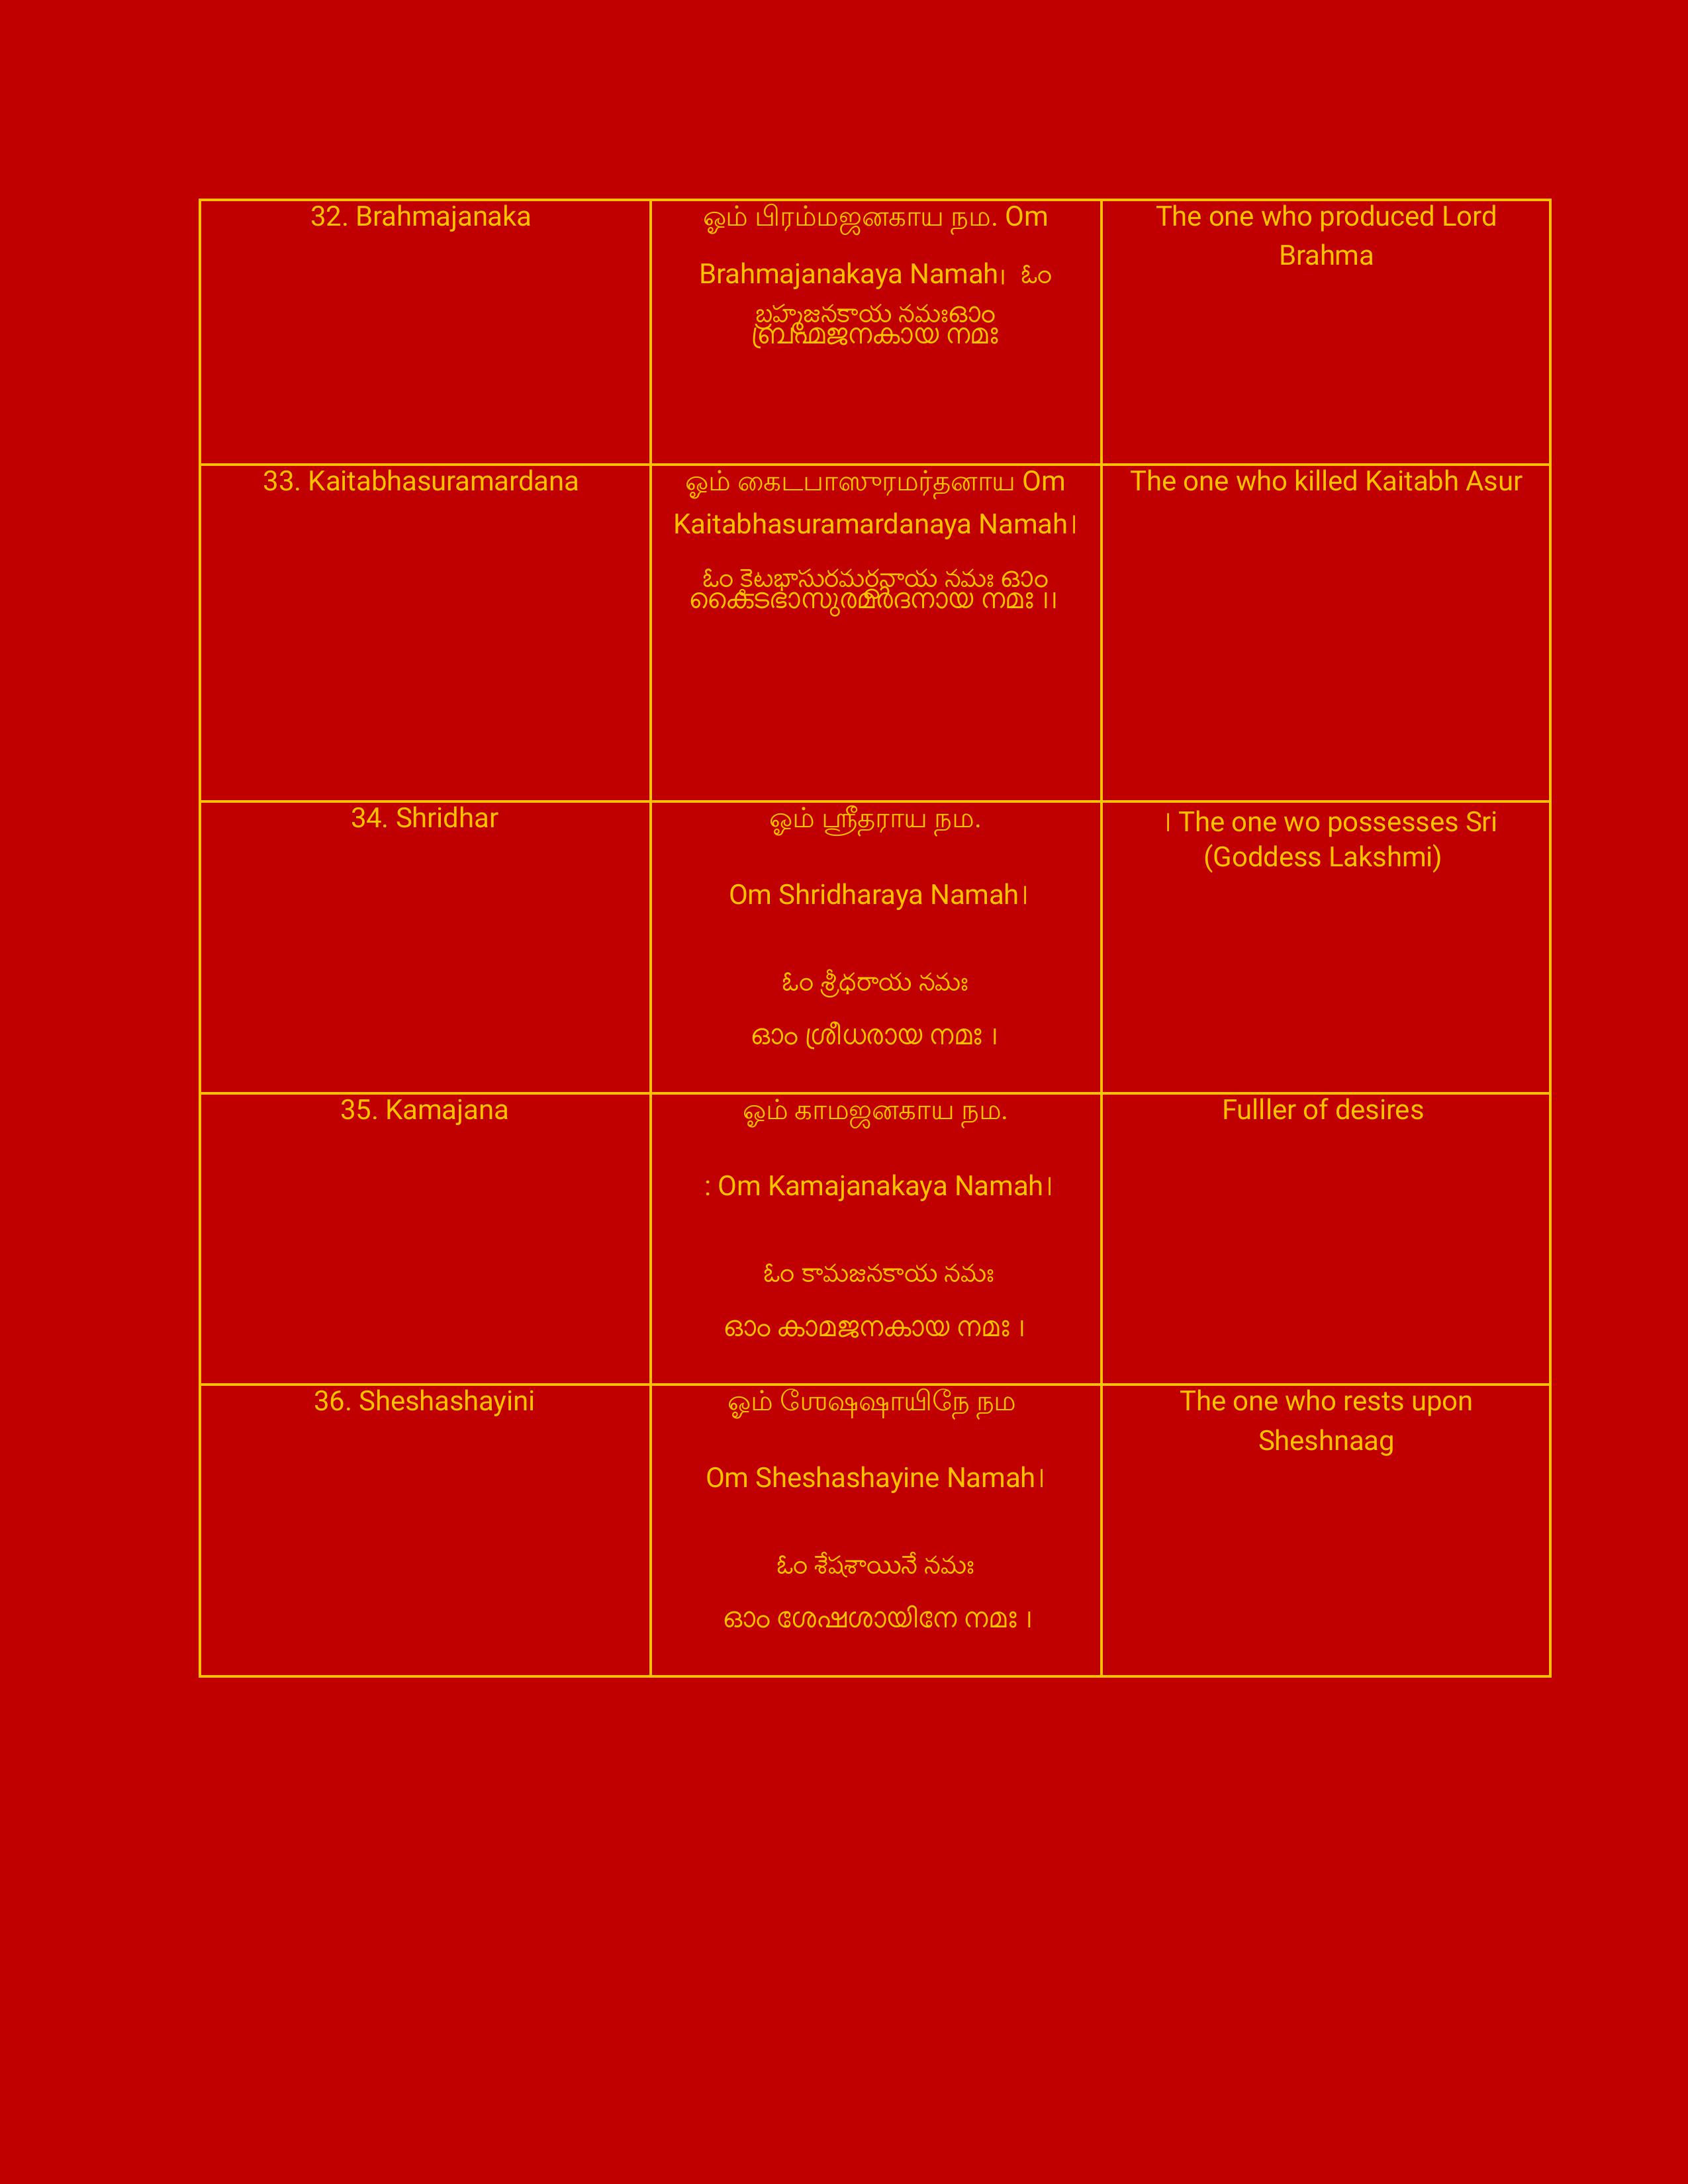 32. Brahmajanaka
ஓம் பிரம்மஜனகாய நம. Om
Brahmajanakaya Namah। ఓం
బ్రహ్మజనకాయ నమఃഓം
ബ്രഹ്മജനകായ നമഃ
The one who produced Lord
Brahma
33. Kaitabhasuramardana
ஓம் கைடபாஸுரமர்தனாய Om
Kaitabhasuramardanaya Namah।
ఓం కైటభాసురమర్దనాయ నమః ഓം
കൈടഭാസുരമര്ദനായ നമഃ ।।
The one who killed Kaitabh Asur
34. Shridhar
ஓம் ஶ்ரீதராய நம.
Om Shridharaya Namah।
ఓం శ్రీధరాయ నమః
ഓം ശ്രീധരായ നമഃ ।
। The one wo possesses Sri
(Goddess Lakshmi)
35. Kamajana
ஓம் காமஜனகாய நம.
: Om Kamajanakaya Namah।
ఓం కామజనకాయ నమః
ഓം കാമജനകായ നമഃ ।
Fulller of desires
36. Sheshashayini
ஓம் ஶேஷஷாயிநே நம
Om Sheshashayine Namah।
ఓం శేషశాయినే నమః
ഓം ശേഷശായിനേ നമഃ ।
The one who rests upon
Sheshnaag